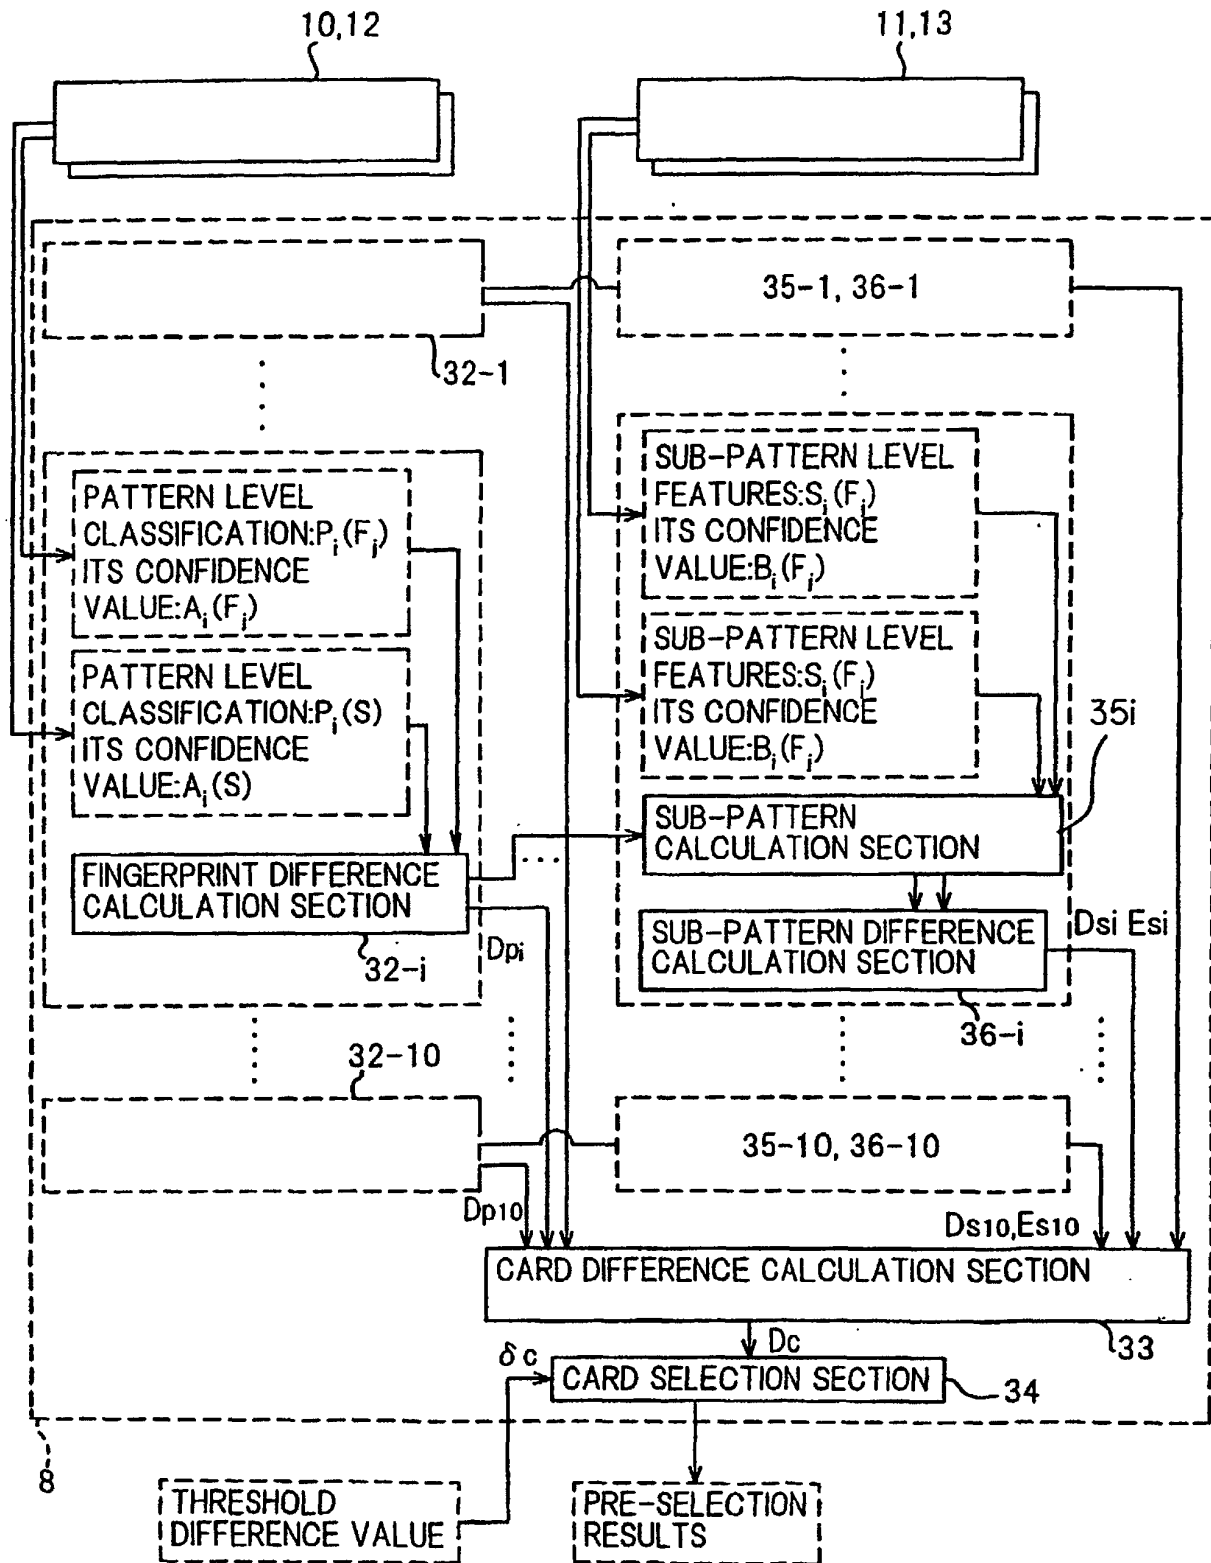 10,12
11,13
35-1, 36-1
32-1
PATTERN LEVEL
CLASSIFICATION:Pi(Fj)
ITS CONFIDENCE
VALUE:Ai(Fj)
PATTERN LEVEL
CLASSIFICATION:Pi(S)
ITS CONFIDENCE
VALUE:Ai(S)
FINGERPRINT DIFFERENCE
CALCULATION SECTION
32-i
Dpi
SUB-PATTERN LEVEL
FEATURES:Si(Fj)
ITS CONFIDENCE
VALUE:Bi(Fj)
SUB-PATTERN LEVEL
FEATURES:Si(Fj)
ITS CONFIDENCE
VALUE:Bi(Fj)
35i
SUB-PATTERN
CALCULATION SECTION
SUB-PATTERN DIFFERENCE
CALCULATION SECTION
Dsi Esi
36-i
32-10
35-10, 36-10
Dp10
Ds10,Es10
CARD DIFFERENCE CALCULATION SECTION
33
Dc
δc
CARD SELECTION SECTION
34
8
THRESHOLD
DIFFERENCE VALUE
PRE-SELECTION
RESULTS